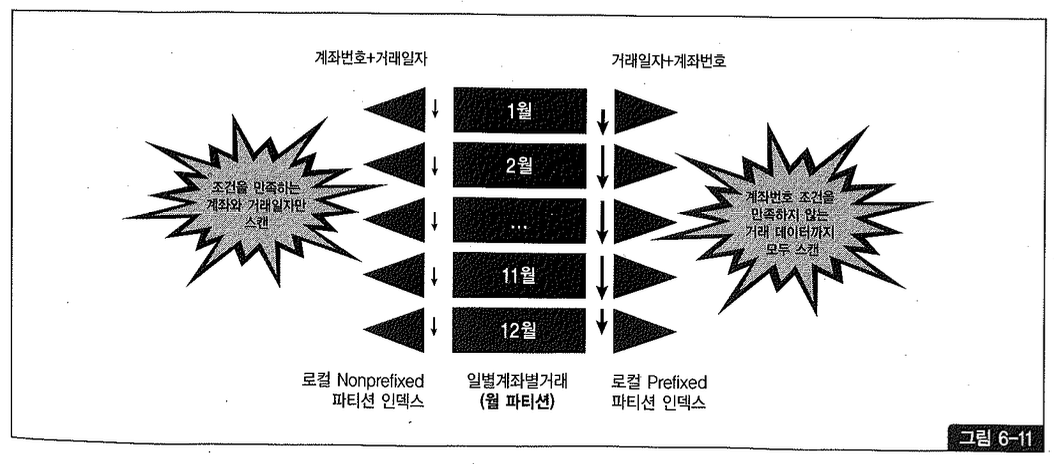 계좌번호+거래일자
거래일자+계좌번호
1월
2월
...
11월
12월
조건을 만족하는
계좌와 거래일자만
스캔
계좌번호 조건을
만족하지 않는
거래 데이터까지
모두 스캔
로컬 Nonprefixed
파티션 인덱스
일별계좌별거래
(월 파티션)
로컬 Prefixed
파티션 인덱스
그림 6-11